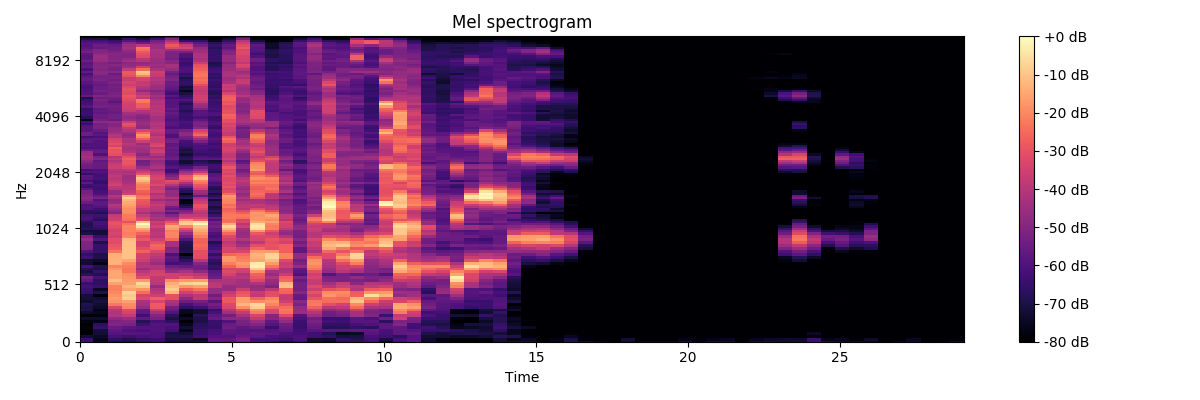 Mel spectrogram
Hz
8192
4096
2048
1024
512
0
0 5 10 15 20 25
Time
+0 dB
-10 dB
-20 dB
-30 dB
-40 dB
-50 dB
-60 dB
-70 dB
-80 dB